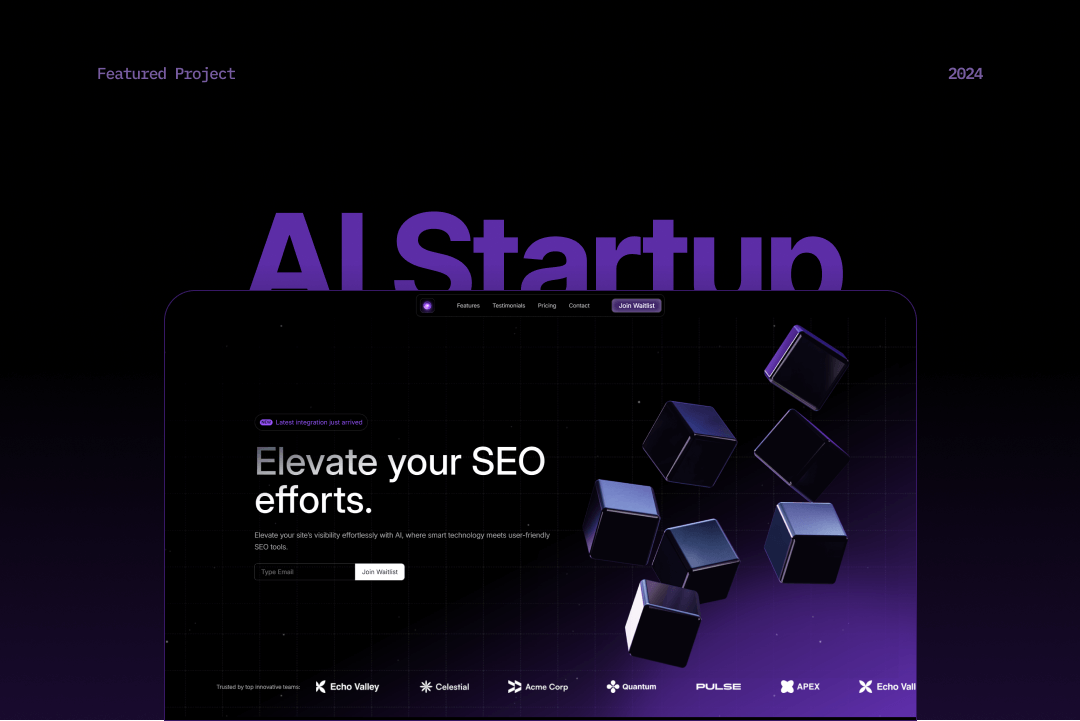 Featured Project
2024
AI Startup
Features Testimonials Pricing Contact Join Waitlist
NEW Latest integration just arrived
Elevate your SEO
efforts.
Elevate your site's visibility effortlessly with AI, where smart technology meets user-friendly
SEO tools.
Type Email Join Waitlist
Trusted by top innovative teams: Echo Valley Celestial Acme Corp Quantum PULSE APEX Echo Vall